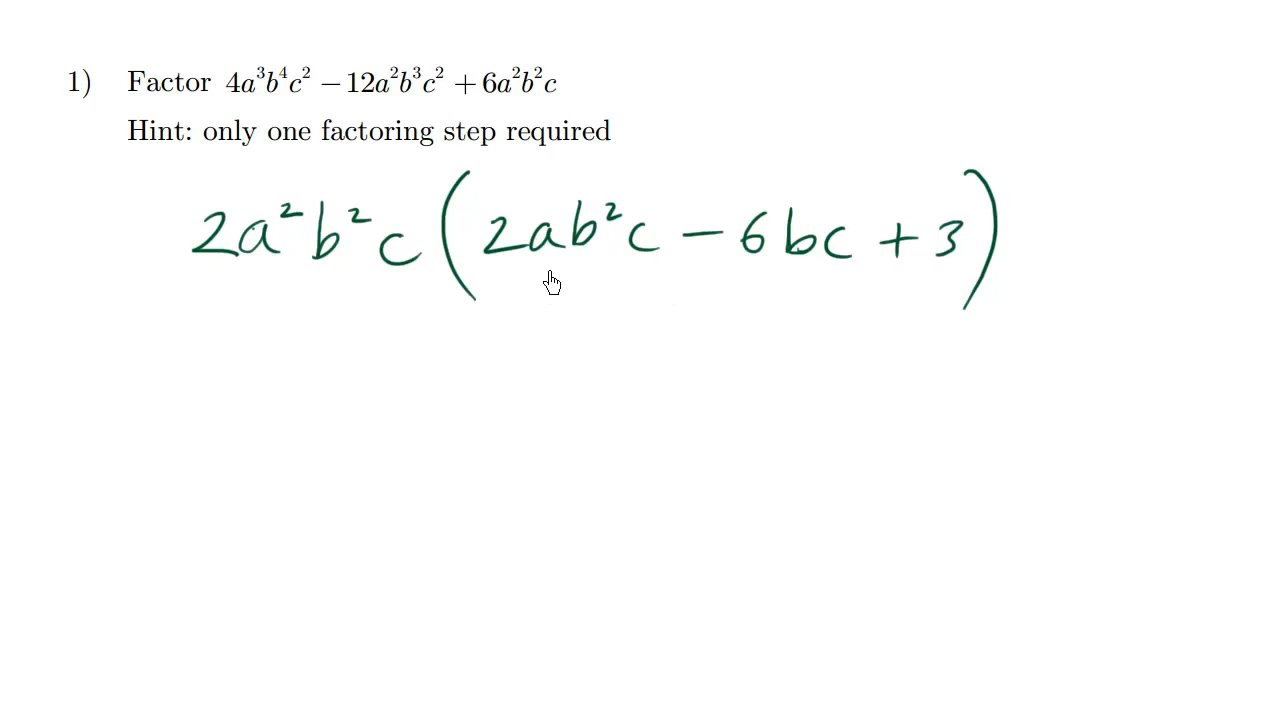 1) Factor 4a³b⁴c² − 12a²b³c² + 6a²b²c
Hint: only one factoring step required
2a²b²c (2ab²c − 6bc + 3)